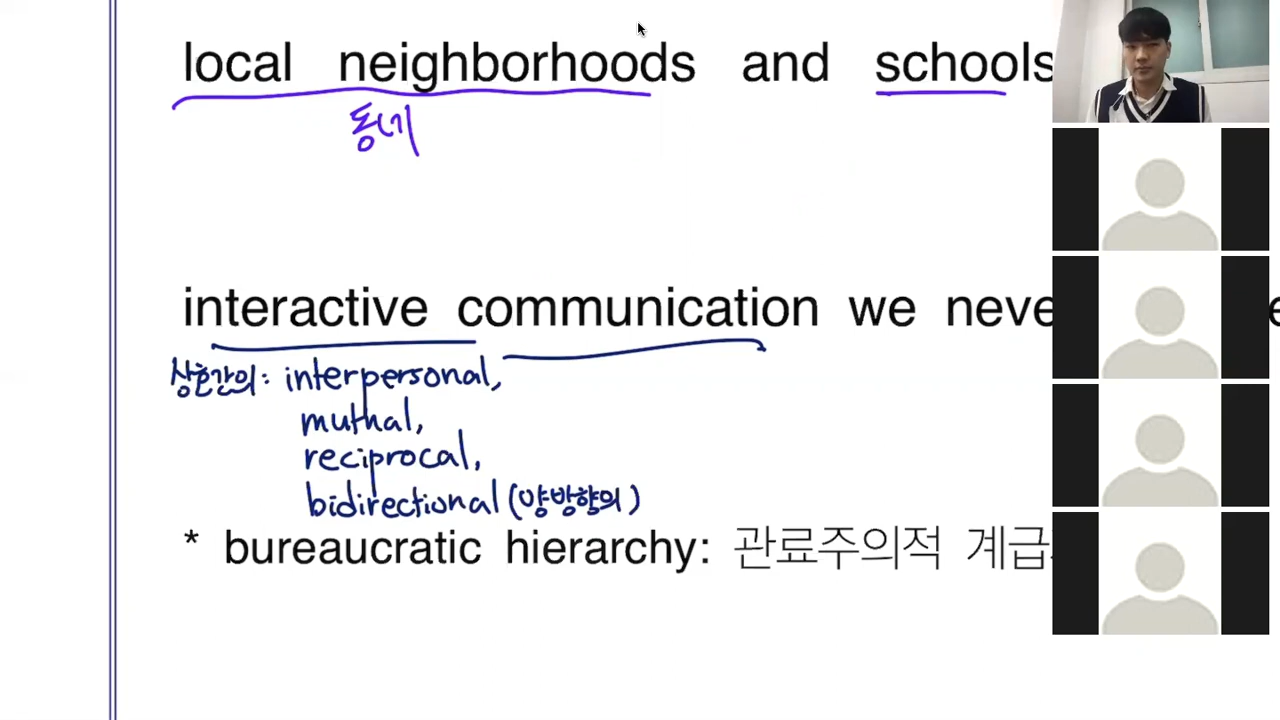 local neighborhoods and schools
동네
interactive communication we neve
상호간의: interpersonal,
mutual,
reciprocal,
bidirectional (양방향의)
* bureaucratic hierarchy: 관료주의적 계급